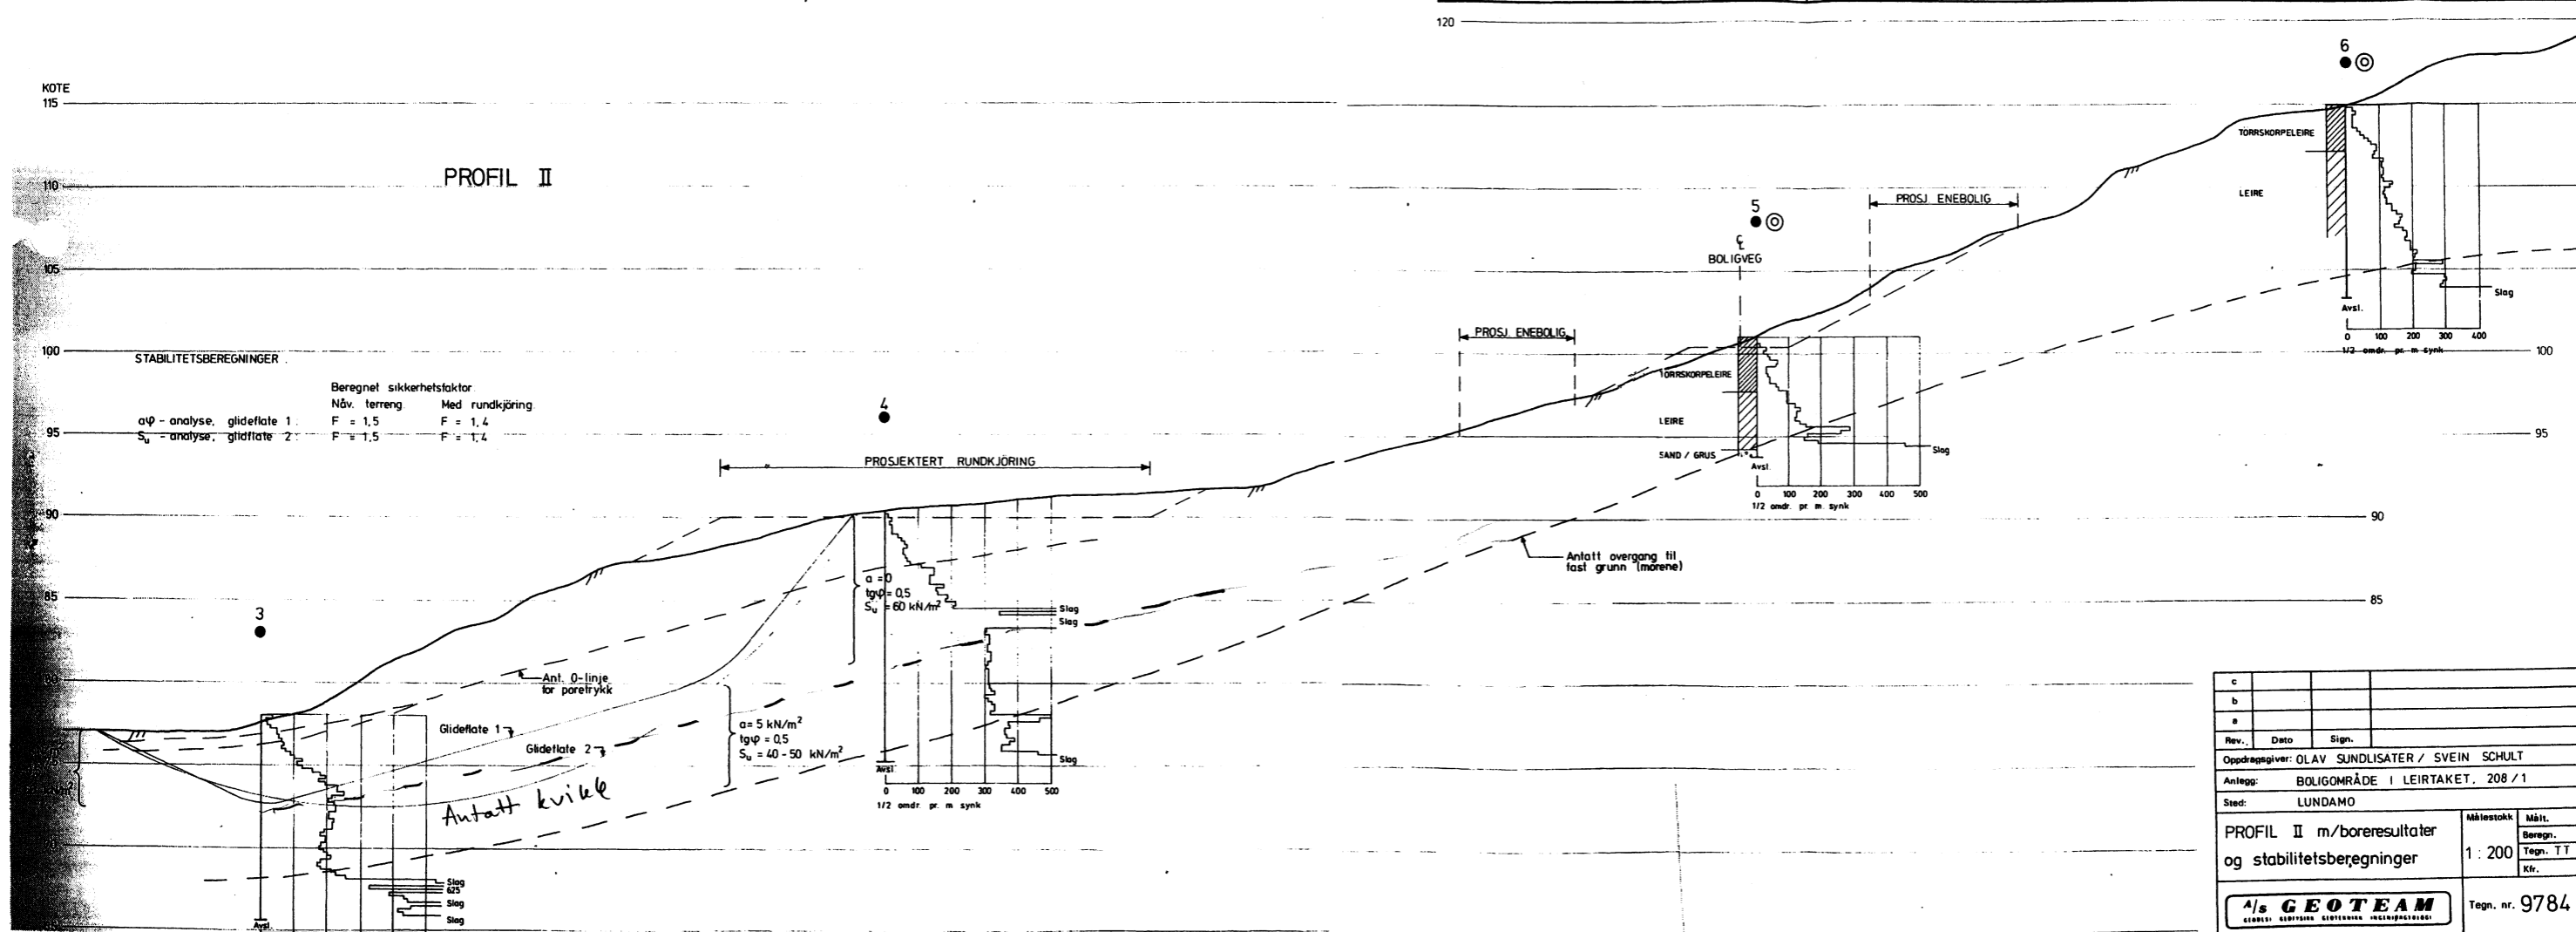 120
6
KOTE
115
TÖRRSKORPELEIRE
PROFIL II
110
LEIRE
PROSJ ENEBOLIG
5
℄
BOLIGVEG
105
Slag
Avsl.
0 100 200 300 400
1/2 omdr. pr. m synk
100
100
PROSJ. ENEBOLIG
STABILITETSBEREGNINGER
TÖRRSKORPELEIRE
Beregnet sikkerhetsfaktor
Nåv. terreng. Med rundkjöring.
aφ - analyse, glideflate 1 : F = 1,5 F = 1,4
Su - analyse, glidflate 2 : F = 1,5 F = 1,4
4
LEIRE
95
95
95
SAND / GRUS
Slag
Avsl.
0 100 200 300 400 500
1/2 omdr. pr. m synk
PROSJEKTERT RUNDKJÖRING
90
90
Antatt overgang til
fast grunn (morene)
a = 0
tgφ = 0,5
Su = 60 kN/m²
85
85
Slag
Slag
3
Ant. 0-linje
for poretrykk
Glideflate 1
Glideflate 2
a = 5 kN/m²
tgφ = 0,5
Su = 40 - 50 kN/m²
Slag
Avsl.
0 100 200 300 400 500
1/2 omdr. pr. m synk
Antatt kvikk
Slag
625
Slag
Slag
Avsl.
c
b
a
Rev. Dato Sign.
Oppdragsgiver: OLAV SUNDLISATER / SVEIN SCHULT
Anlegg: BOLIGOMRÅDE I LEIRTAKET, 208 / 1
Sted: LUNDAMO
PROFIL II m/boreresultater
og stabilitetsberegninger
Målestokk
1 : 200
Målt.
Beregn.
Tegn. TT
Kfr.
A/s GEOTEAM
Tegn. nr. 9784